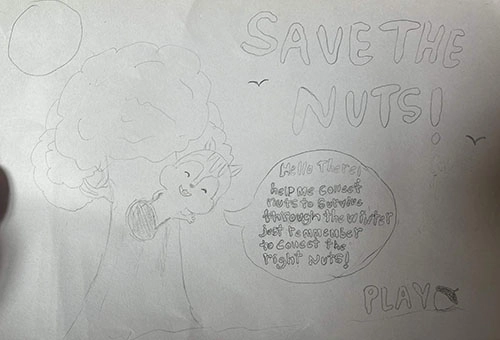 SAVE THE
NUTS!
Hello There!
help me collect
nuts to survive
through the winter
just remember
to collect the
right nuts!
PLAY